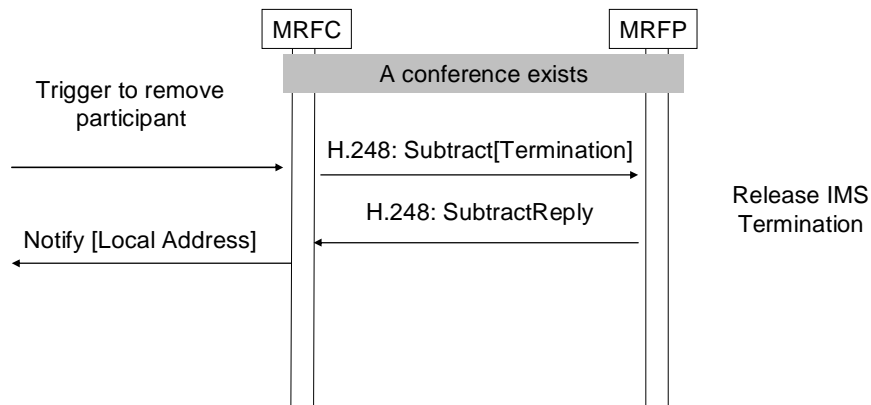 MRFC
MRFP
A conference exists
Trigger to remove
participant
H.248: Subtract[Termination]
H.248: SubtractReply
Release IMS
Termination
Notify [Local Address]